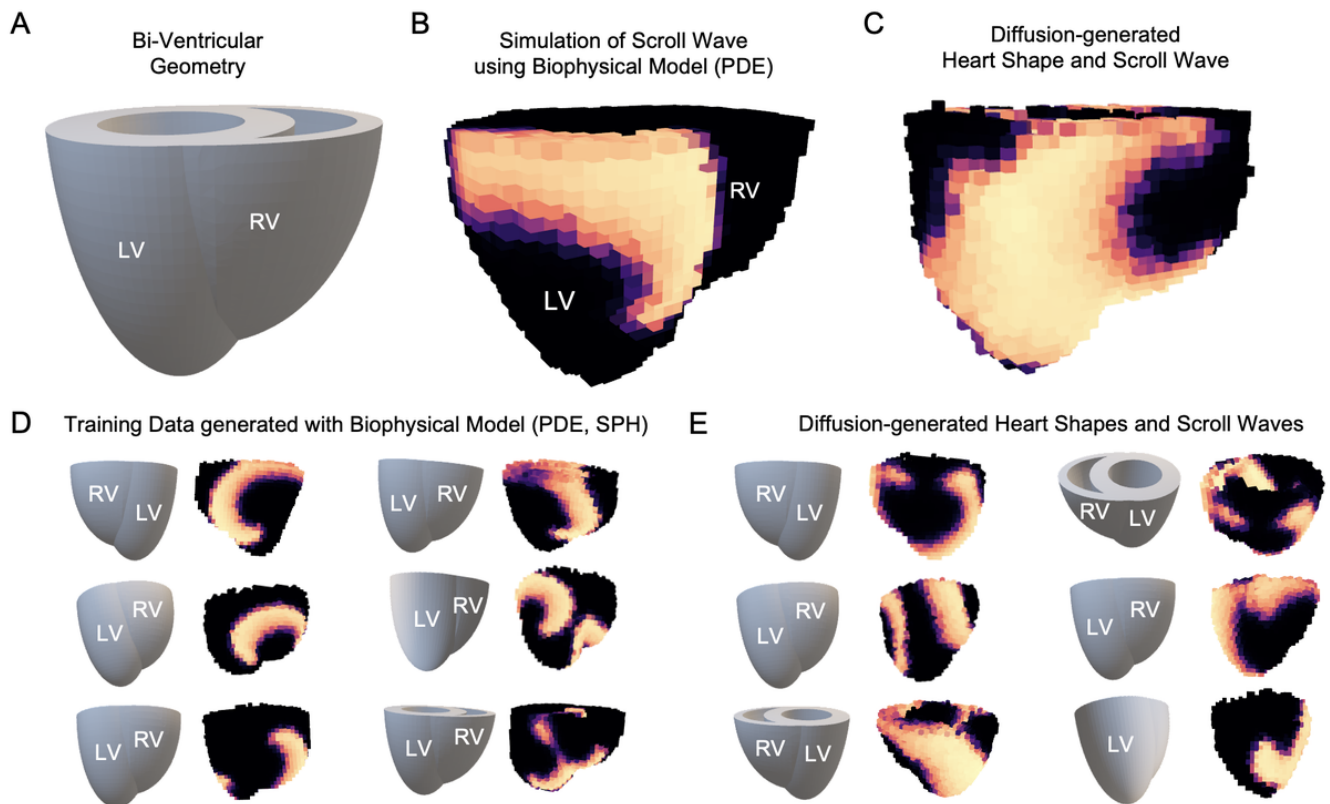 A
Bi-Ventricular
Geometry
LV
RV
B
Simulation of Scroll Wave
using Biophysical Model (PDE)
RV
LV
C
Diffusion-generated
Heart Shape and Scroll Wave
D
Training Data generated with Biophysical Model (PDE, SPH)
RV
LV
LV
RV
LV
RV
LV
RV
LV
RV
LV
RV
E
Diffusion-generated Heart Shapes and Scroll Waves
RV
LV
RV
LV
LV
RV
LV
RV
RV
LV
LV